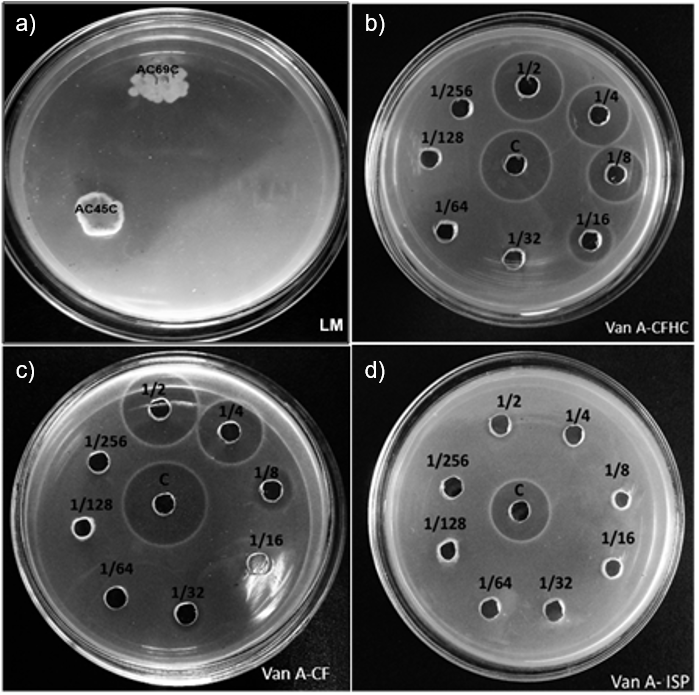 a)
AC69C
AC45C
LM
b)
1/2
1/4
1/8
1/16
1/32
1/64
1/128
1/256
C
Van A-CFHC
c)
1/2
1/4
1/8
1/16
1/32
1/64
1/128
1/256
C
Van A-CF
d)
1/2
1/4
1/8
1/16
1/32
1/64
1/128
1/256
C
Van A- ISP